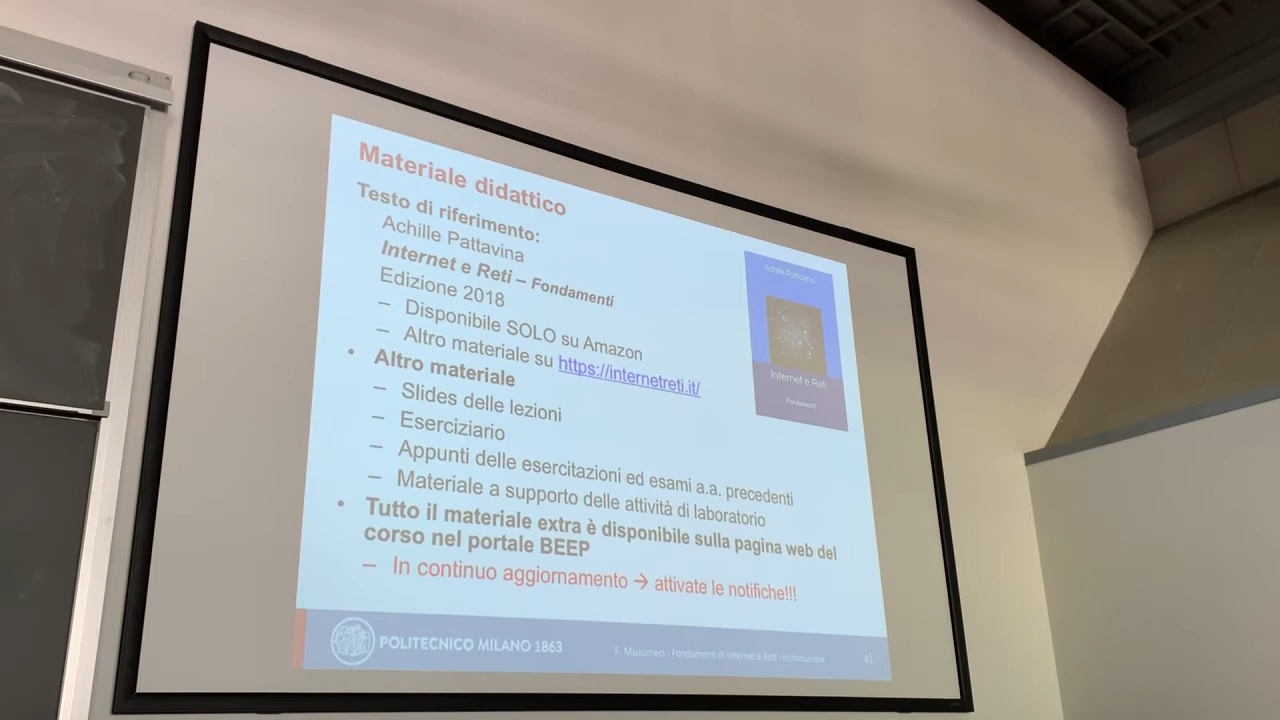 Materiale didattico
Testo di riferimento:
Achille Pattavina
Internet e Reti – Fondamenti
Edizione 2018
– Disponibile SOLO su Amazon
– Altro materiale su https://internetreti.it/
• Altro materiale
– Slides delle lezioni
– Eserciziario
– Appunti delle esercitazioni ed esami a.a. precedenti
– Materiale a supporto delle attività di laboratorio
• Tutto il materiale extra è disponibile sulla pagina web del
corso nel portale BEEP
– In continuo aggiornamento → attivate le notifiche!!!
Achille Pattavina
Internet e Reti
Fondamenti
POLITECNICO MILANO 1863
F. Musumeci - Fondamenti di Internet e Reti - Introduzione
41